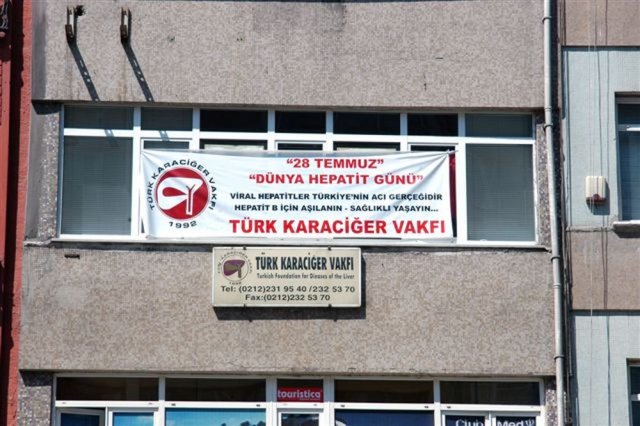 TÜRK KARACİĞER VAKFI
1992
"28 TEMMUZ"
"DÜNYA HEPATİT GÜNÜ"
VİRAL HEPATİTLER TÜRKİYE'NİN ACI GERÇEĞİDİR
HEPATİT B İÇİN AŞILANIN - SAĞLIKLI YAŞAYIN...
TÜRK KARACİĞER VAKFI
TÜRK KARACİĞER VAKFI
Turkish Foundation for Diseases of the Liver
Tel: (0212)231 95 40 /232 53 70
Fax:(0212)232 53 70
touristica
Club Med